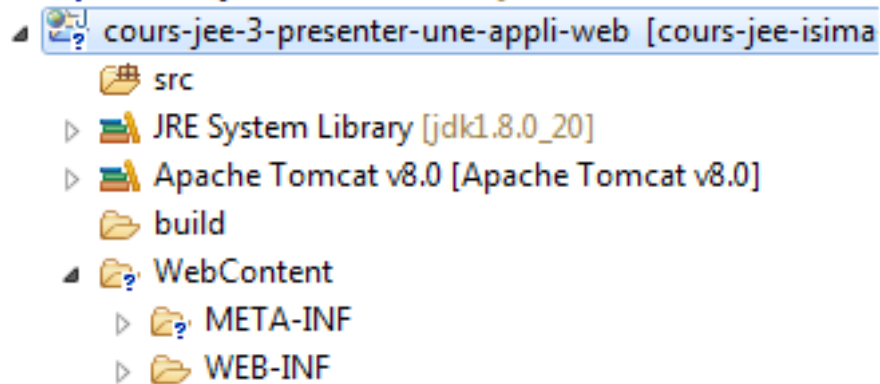 cours-jee-3-presenter-une-appli-web [cours-jee-isima
src
JRE System Library [jdk1.8.0_20]
Apache Tomcat v8.0 [Apache Tomcat v8.0]
build
WebContent
META-INF
WEB-INF